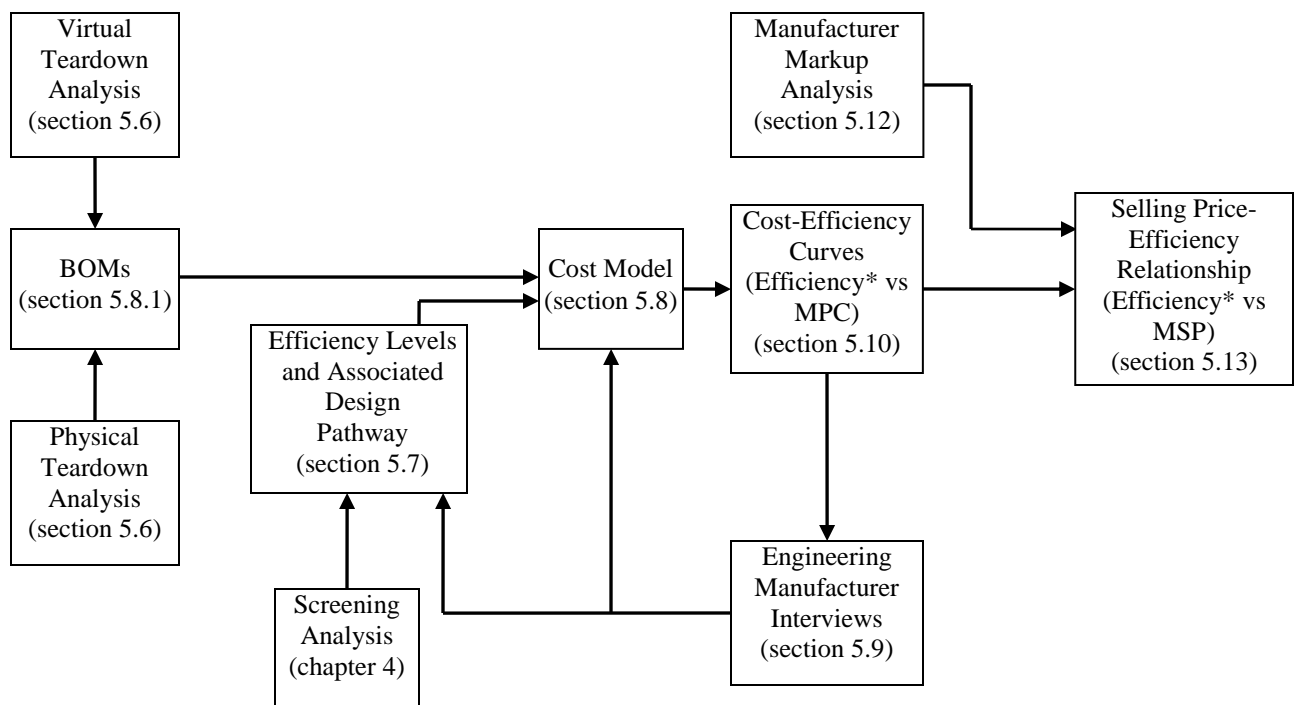 Virtual
Teardown
Analysis
(section 5.6)
Manufacturer
Markup
Analysis
(section 5.12)
BOMs
(section 5.8.1)
Cost Model
(section 5.8)
Cost-Efficiency
Curves
(Efficiency* vs
MPC)
(section 5.10)
Selling Price-
Efficiency
Relationship
(Efficiency* vs
MSP)
(section 5.13)
Efficiency Levels
and Associated
Design
Pathway
(section 5.7)
Physical
Teardown
Analysis
(section 5.6)
Screening
Analysis
(chapter 4)
Engineering
Manufacturer
Interviews
(section 5.9)